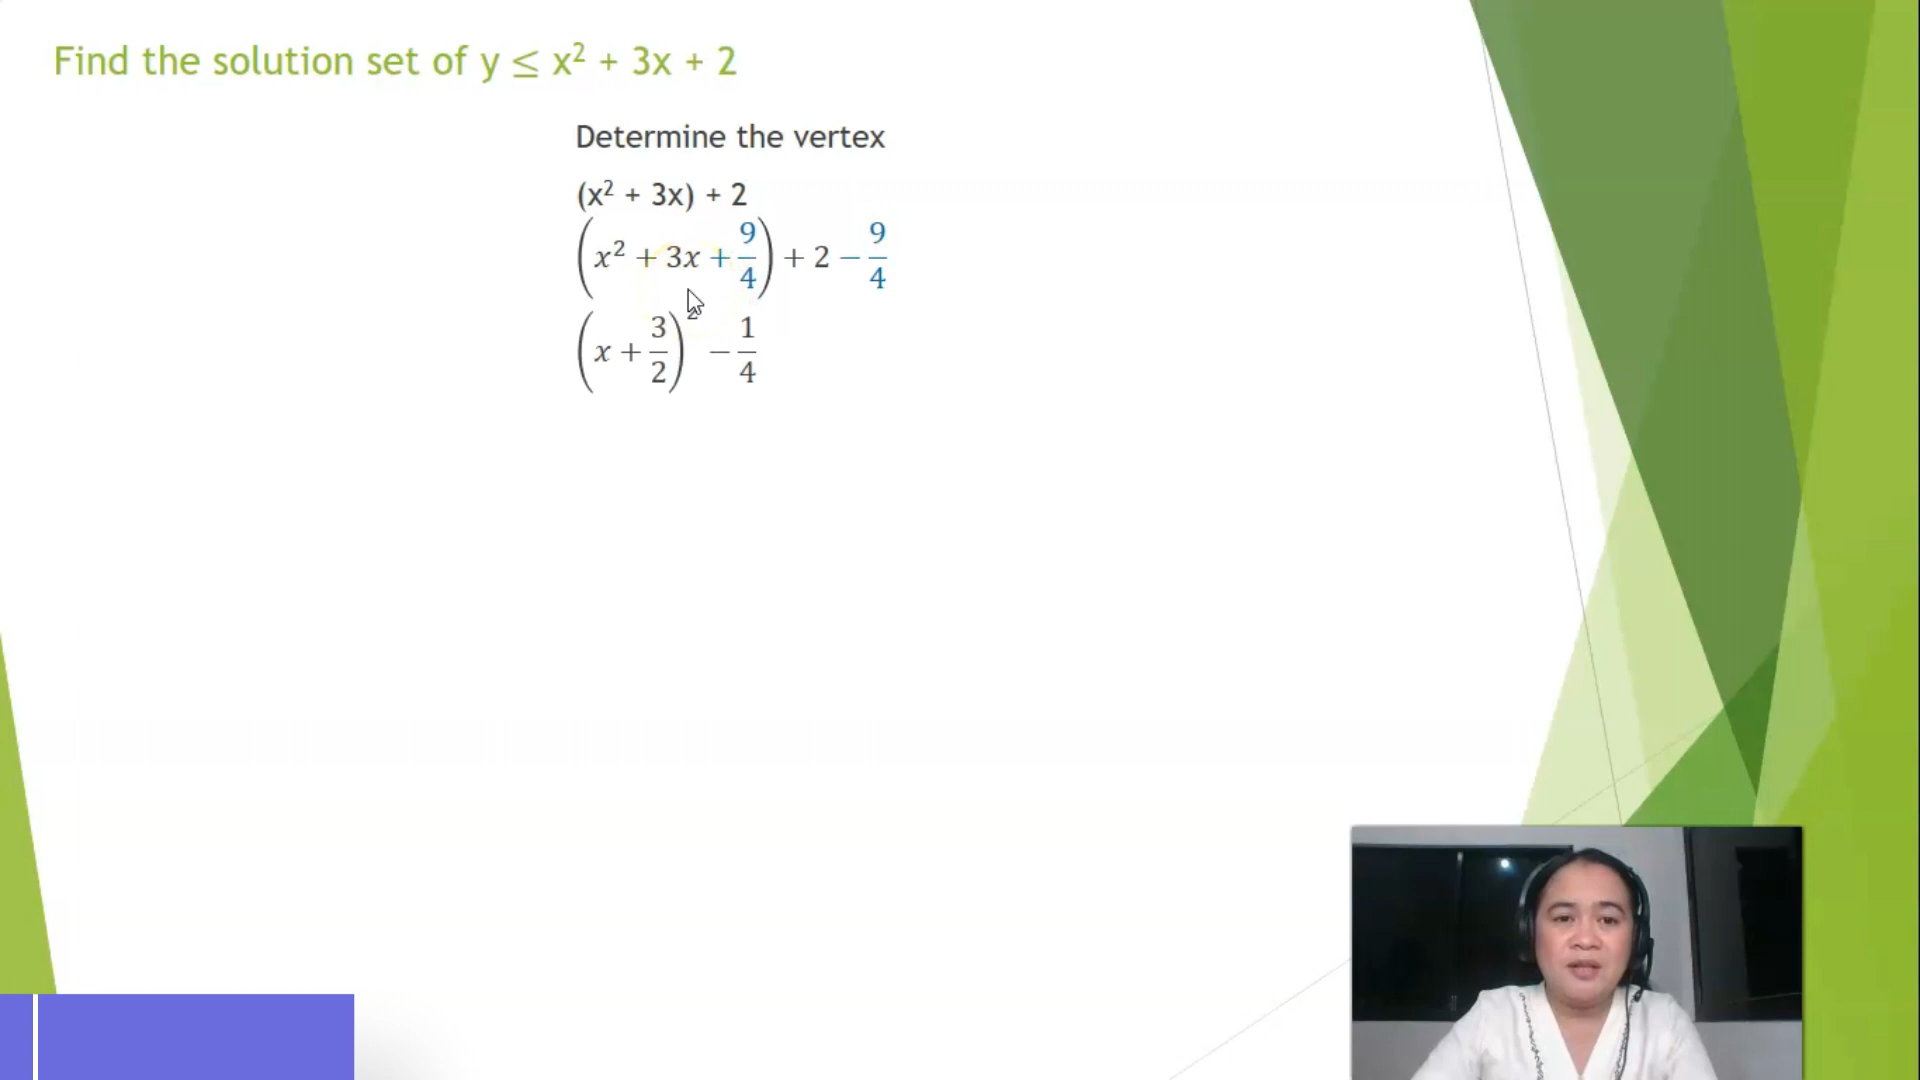 Find the solution set of y ≤ x² + 3x + 2
Determine the vertex
(x² + 3x) + 2
(x² + 3x + 9/4) + 2 − 9/4
(x + 3/2)² − 1/4